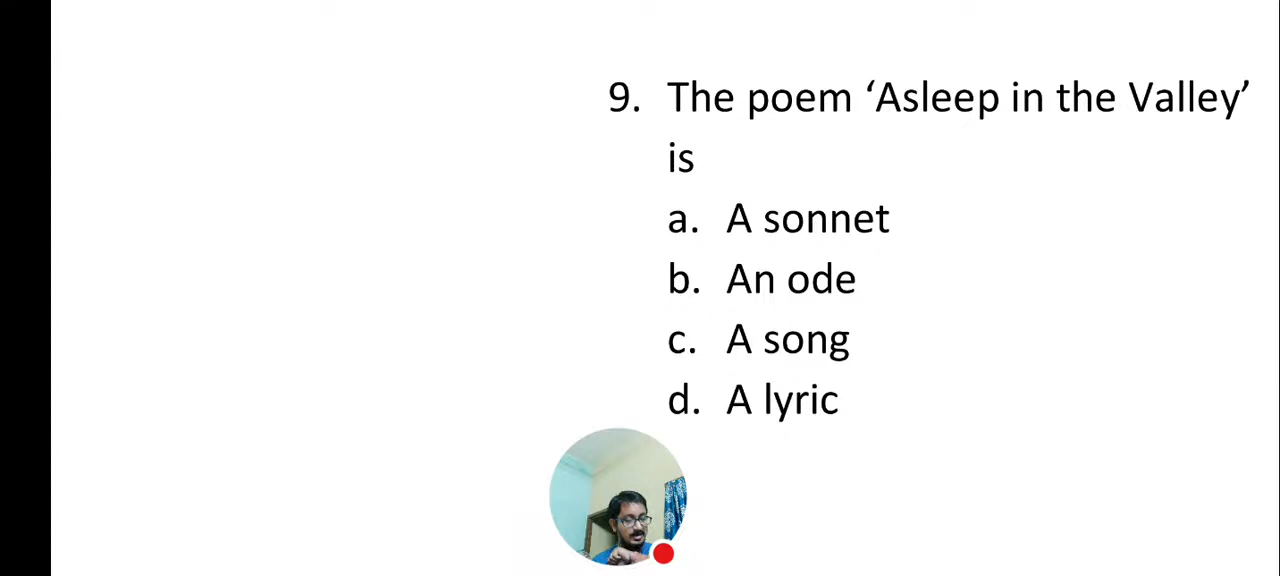 9. The poem ‘Asleep in the Valley’
is
a. A sonnet
b. An ode
c. A song
d. A lyric